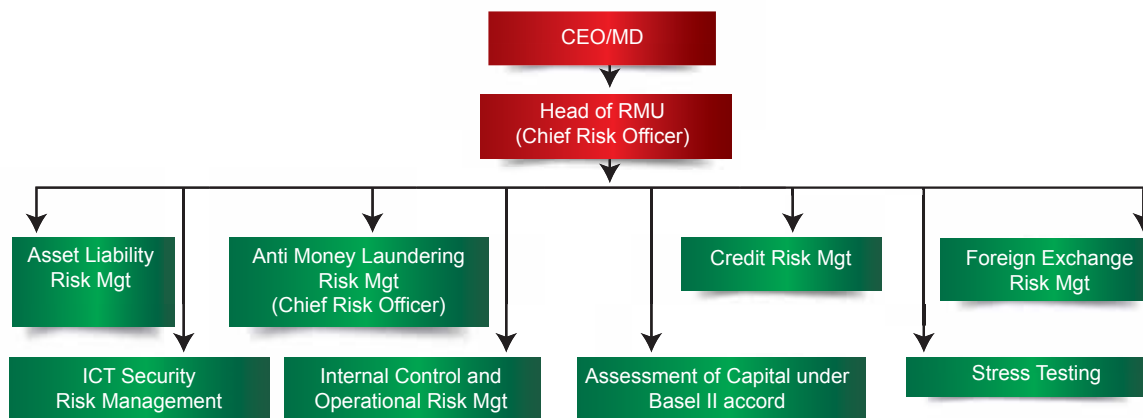 CEO/MD
Head of RMU
(Chief Risk Officer)
Asset Liability
Risk Mgt
Anti Money Laundering
Risk Mgt
(Chief Risk Officer)
Credit Risk Mgt
Foreign Exchange
Risk Mgt
ICT Security
Risk Management
Internal Control and
Operational Risk Mgt
Assessment of Capital under
Basel II accord
Stress Testing